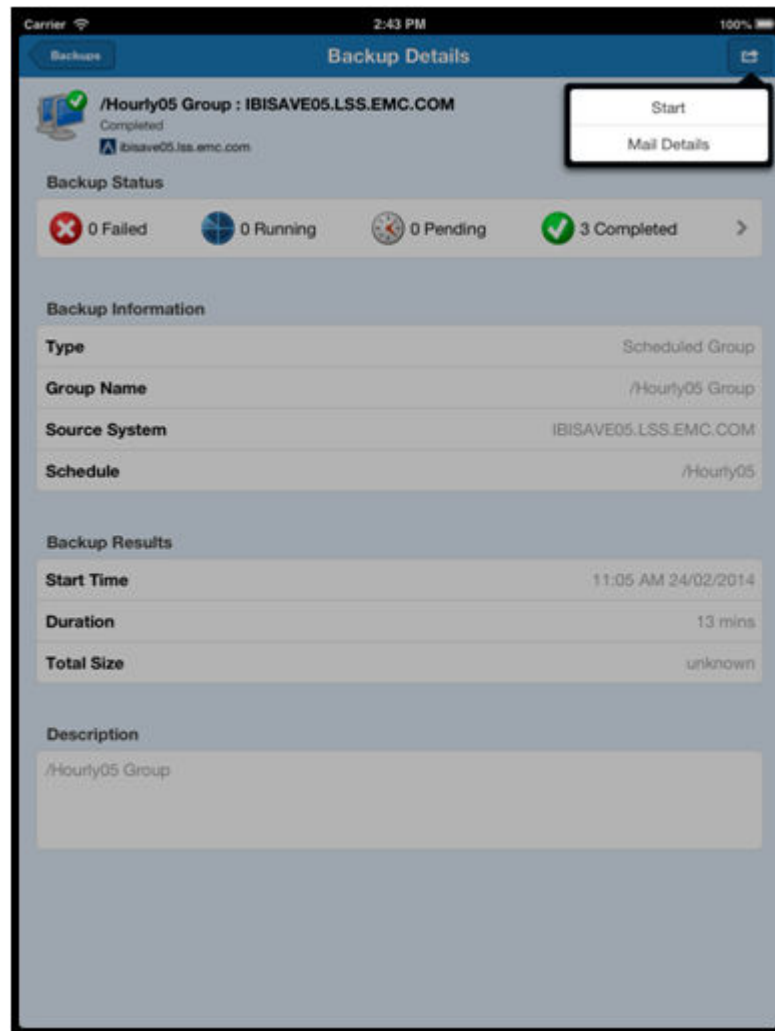 Carrier 2:43 PM 100%
Backups Backup Details
/Hourly05 Group : IBISAVE05.LSS.EMC.COM
Completed
ibisave05.lss.emc.com
Start
Mail Details
Backup Status
0 Failed 0 Running 0 Pending 3 Completed >
Backup Information
Type Scheduled Group
Group Name /Hourly05 Group
Source System IBISAVE05.LSS.EMC.COM
Schedule /Hourly05
Backup Results
Start Time 11:05 AM 24/02/2014
Duration 13 mins
Total Size unknown
Description
/Hourly05 Group